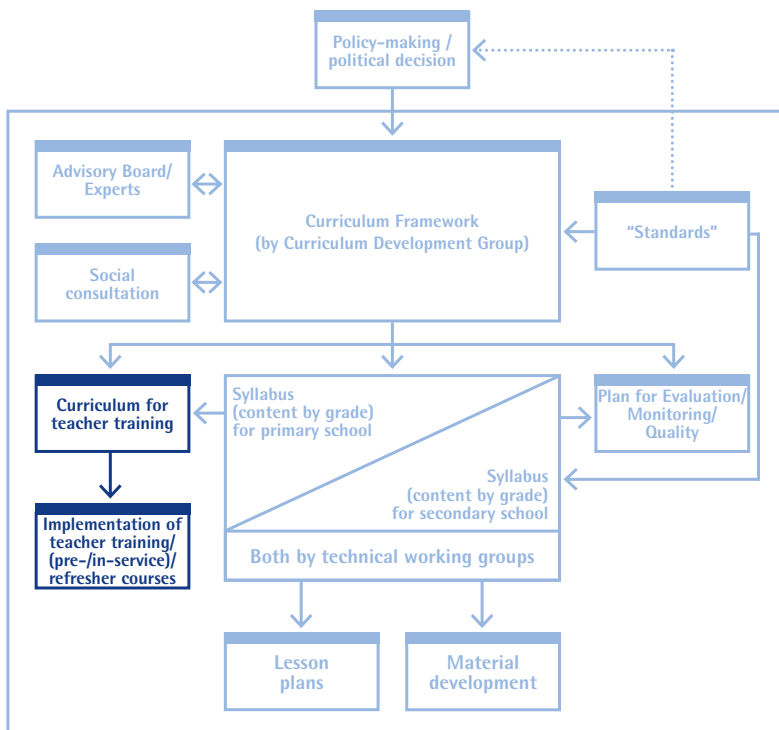 Policy-making /
political decision
Advisory Board/
Experts
Curriculum Framework
(by Curriculum Development Group)
"Standards"
Social
consultation
Curriculum for
teacher training
Syllabus
(content by grade)
for primary school
Plan for Evaluation/
Monitoring/
Quality
Syllabus
(content by grade)
for secondary school
Implementation of
teacher training/
(pre-/in-service)/
refresher courses
Both by technical working groups
Lesson
plans
Material
development